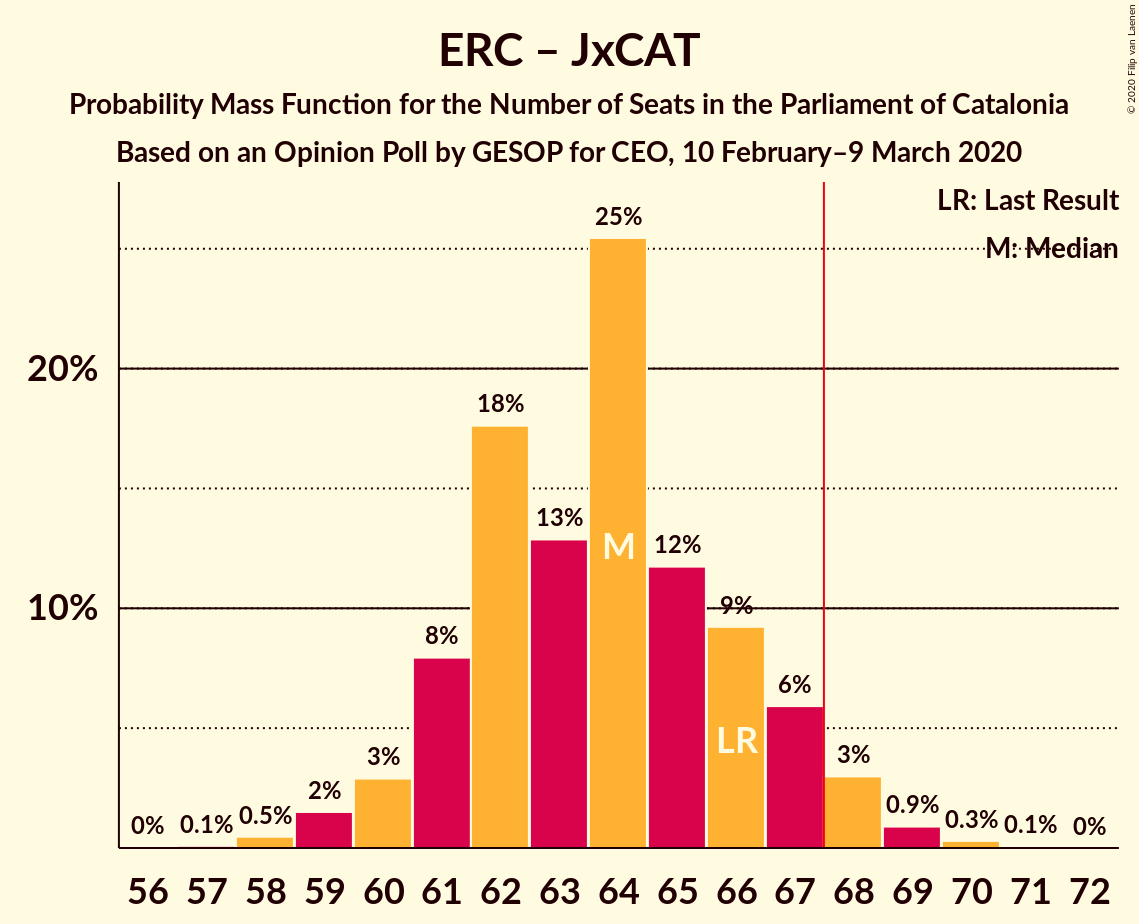 ERC – JxCAT
Probability Mass Function for the Number of Seats in the Parliament of Catalonia
Based on an Opinion Poll by GESOP for CEO, 10 February–9 March 2020
© 2020 Filip van Laenen
LR: Last Result
M: Median
20%
10%
0%
0.1%
0.5%
2%
3%
8%
18%
13%
25%
12%
9%
6%
3%
0.9%
0.3%
0.1%
0%
M
LR
56 57 58 59 60 61 62 63 64 65 66 67 68 69 70 71 72